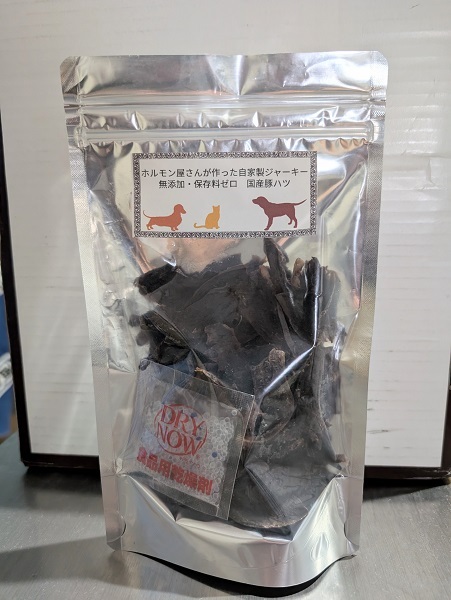 ホルモン屋さんが作った自家製ジャーキー
無添加・保存料ゼロ　国産豚ハツ
DRY
NOW
食品用乾燥剤